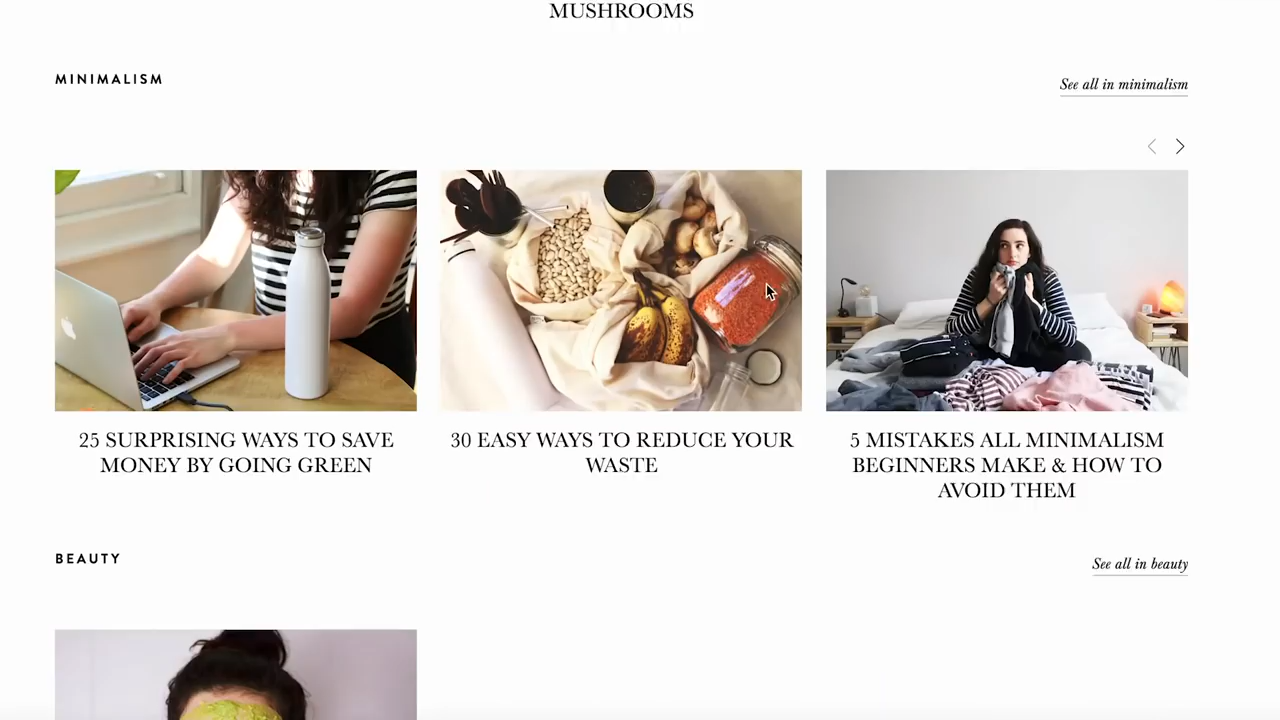 MUSHROOMS
MINIMALISM
See all in minimalism
25 SURPRISING WAYS TO SAVE
MONEY BY GOING GREEN
30 EASY WAYS TO REDUCE YOUR
WASTE
5 MISTAKES ALL MINIMALISM
BEGINNERS MAKE & HOW TO
AVOID THEM
BEAUTY
See all in beauty